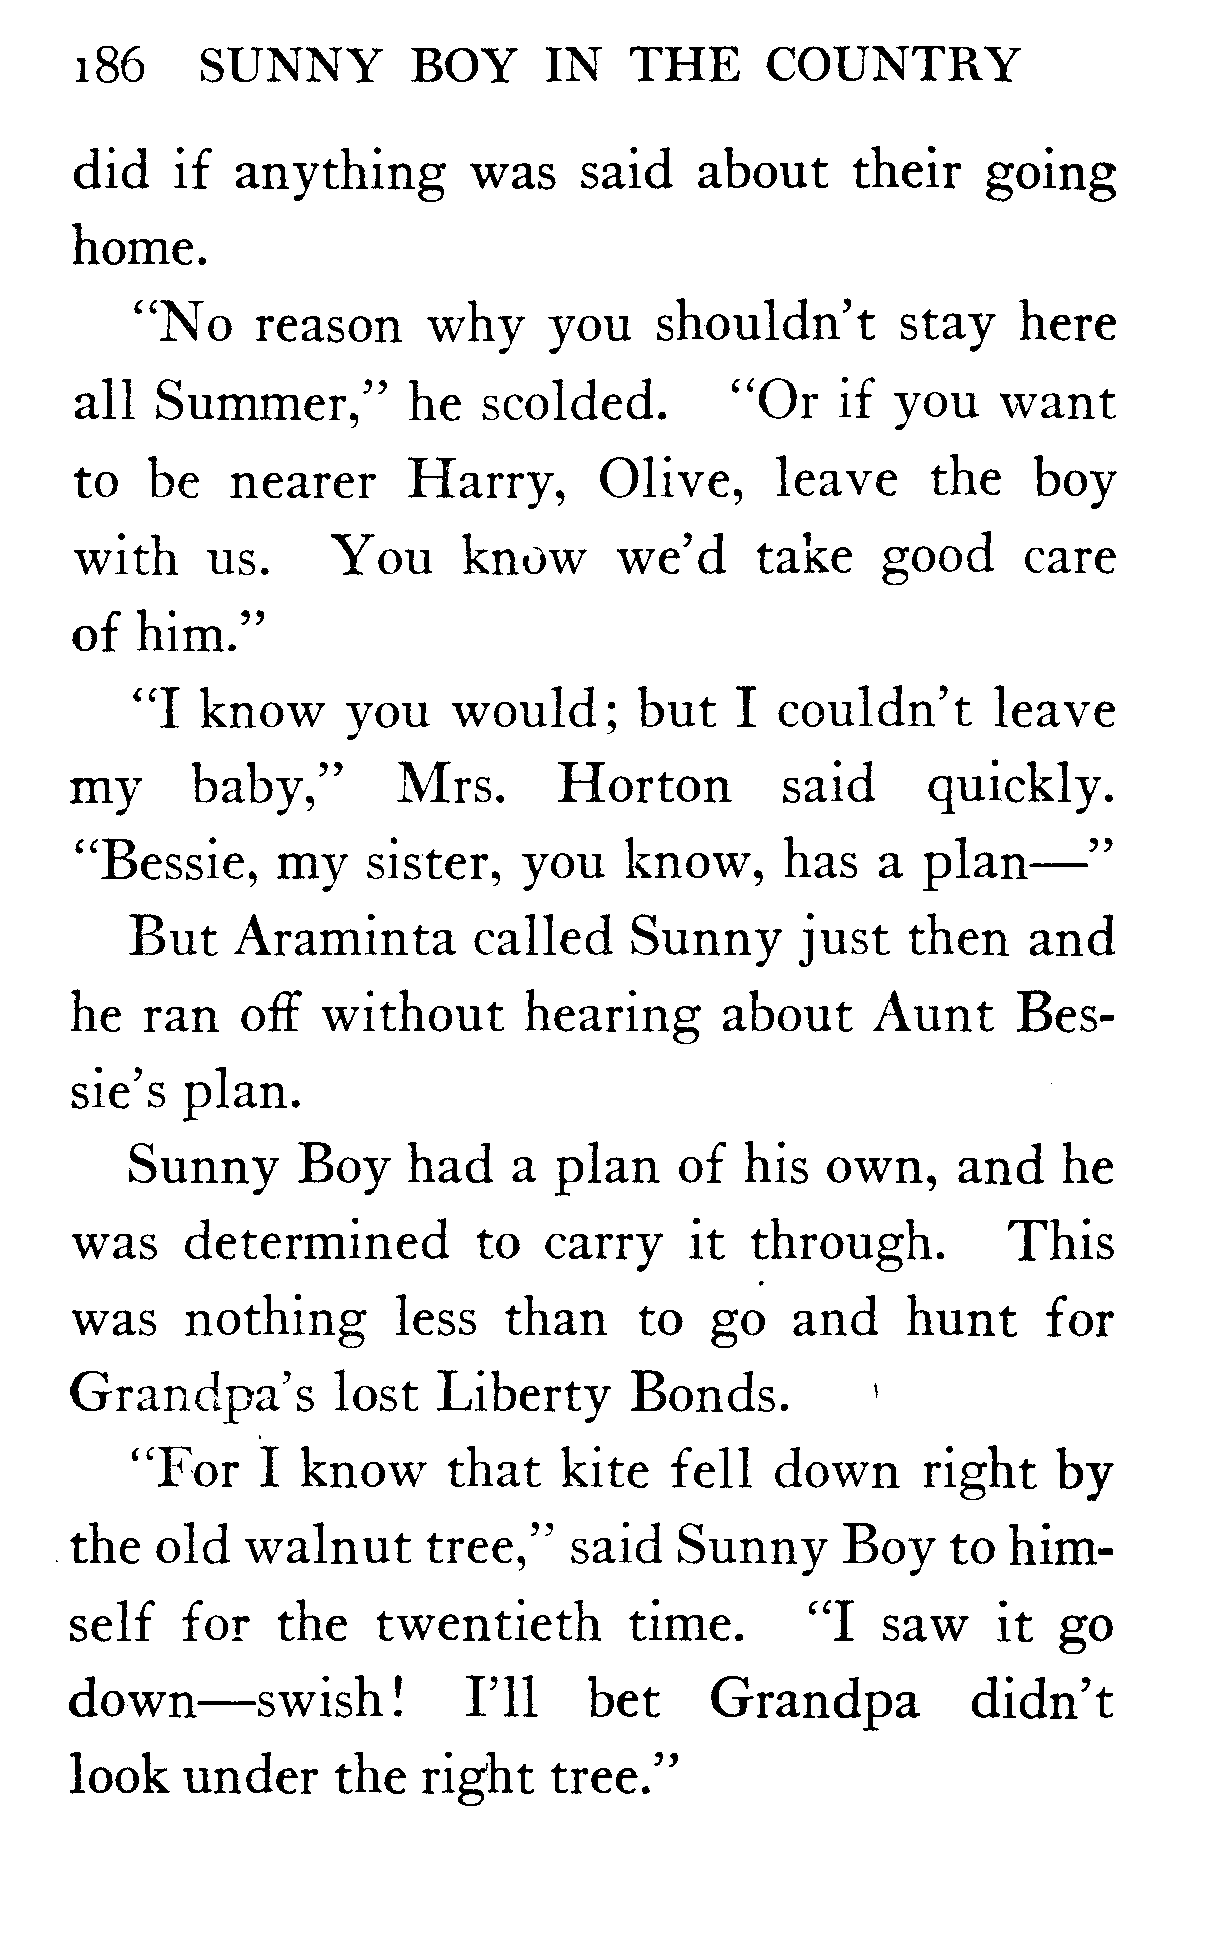 186 SUNNY BOY IN THE COUNTRY
did if anything was said about their going
home.
“No reason why you shouldn’t stay here
all Summer,” he scolded. “Or if you want
to be nearer Harry, Olive, leave the boy
with us. You know we’d take good care
of him.”
“I know you would; but I couldn’t leave
my baby,” Mrs. Horton said quickly.
“Bessie, my sister, you know, has a plan—”
But Araminta called Sunny just then and
he ran off without hearing about Aunt Bes-
sie’s plan.
Sunny Boy had a plan of his own, and he
was determined to carry it through. This
was nothing less than to go and hunt for
Grandpa’s lost Liberty Bonds.
“For I know that kite fell down right by
the old walnut tree,” said Sunny Boy to him-
self for the twentieth time. “I saw it go
down—swish! I’ll bet Grandpa didn’t
look under the right tree.”